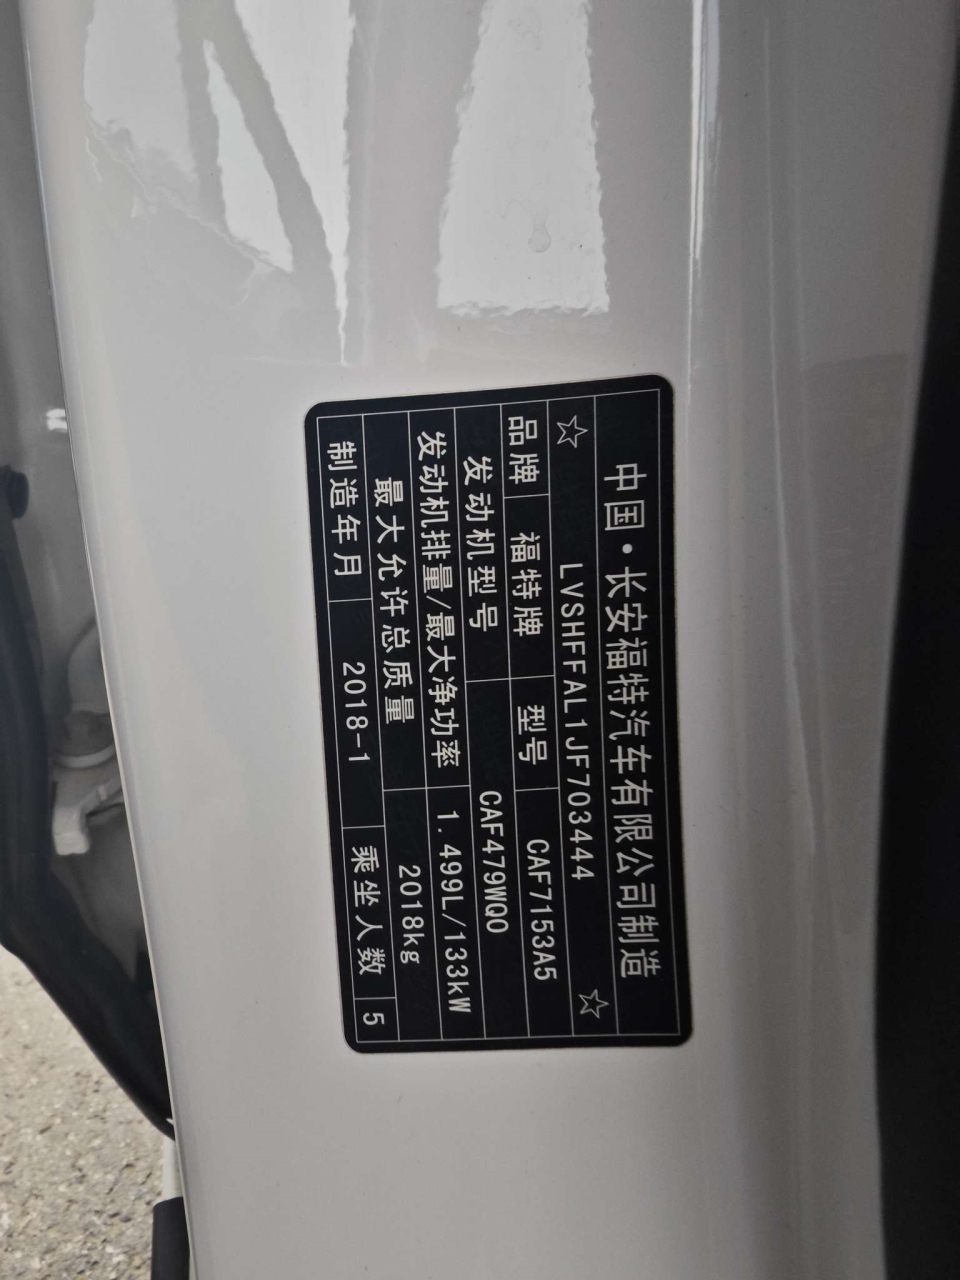 中国·长安福特汽车有限公司制造
☆ LVSHFFAL1JF703444 ☆
品牌 福特牌 型号 CAF7153A5
发动机型号 CAF479WQ0
发动机排量/最大净功率 1.499L/133kW
最大允许总质量 2018kg
制造年月 2018-1 乘坐人数 5